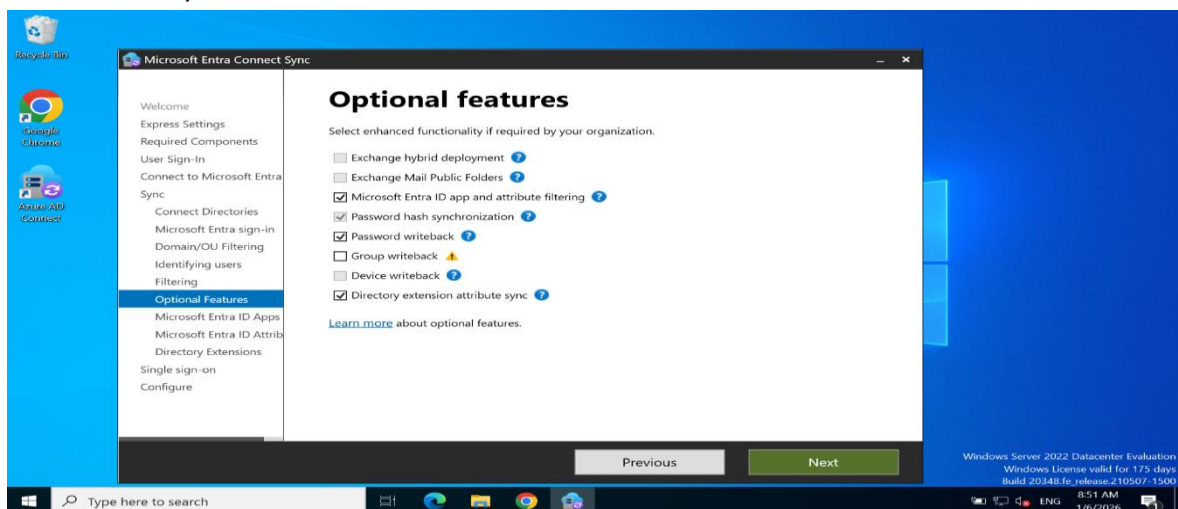 Recycle Bin
Google
Chrome
Azure AD
Connect
Microsoft Entra Connect Sync
Welcome
Express Settings
Required Components
User Sign-In
Connect to Microsoft Entra
Sync
Connect Directories
Microsoft Entra sign-in
Domain/OU Filtering
Identifying users
Filtering
Optional Features
Microsoft Entra ID Apps
Microsoft Entra ID Attrib
Directory Extensions
Single sign-on
Configure
Optional features
Select enhanced functionality if required by your organization.
Exchange hybrid deployment ?
Exchange Mail Public Folders ?
Microsoft Entra ID app and attribute filtering ?
Password hash synchronization ?
Password writeback ?
Group writeback
Device writeback ?
Directory extension attribute sync ?
Learn more about optional features.
Previous
Next
Windows Server 2022 Datacenter Evaluation
Windows License valid for 175 days
Build 20348.fe_release.210507-1500
Type here to search
ENG
8:51 AM
1/6/2026